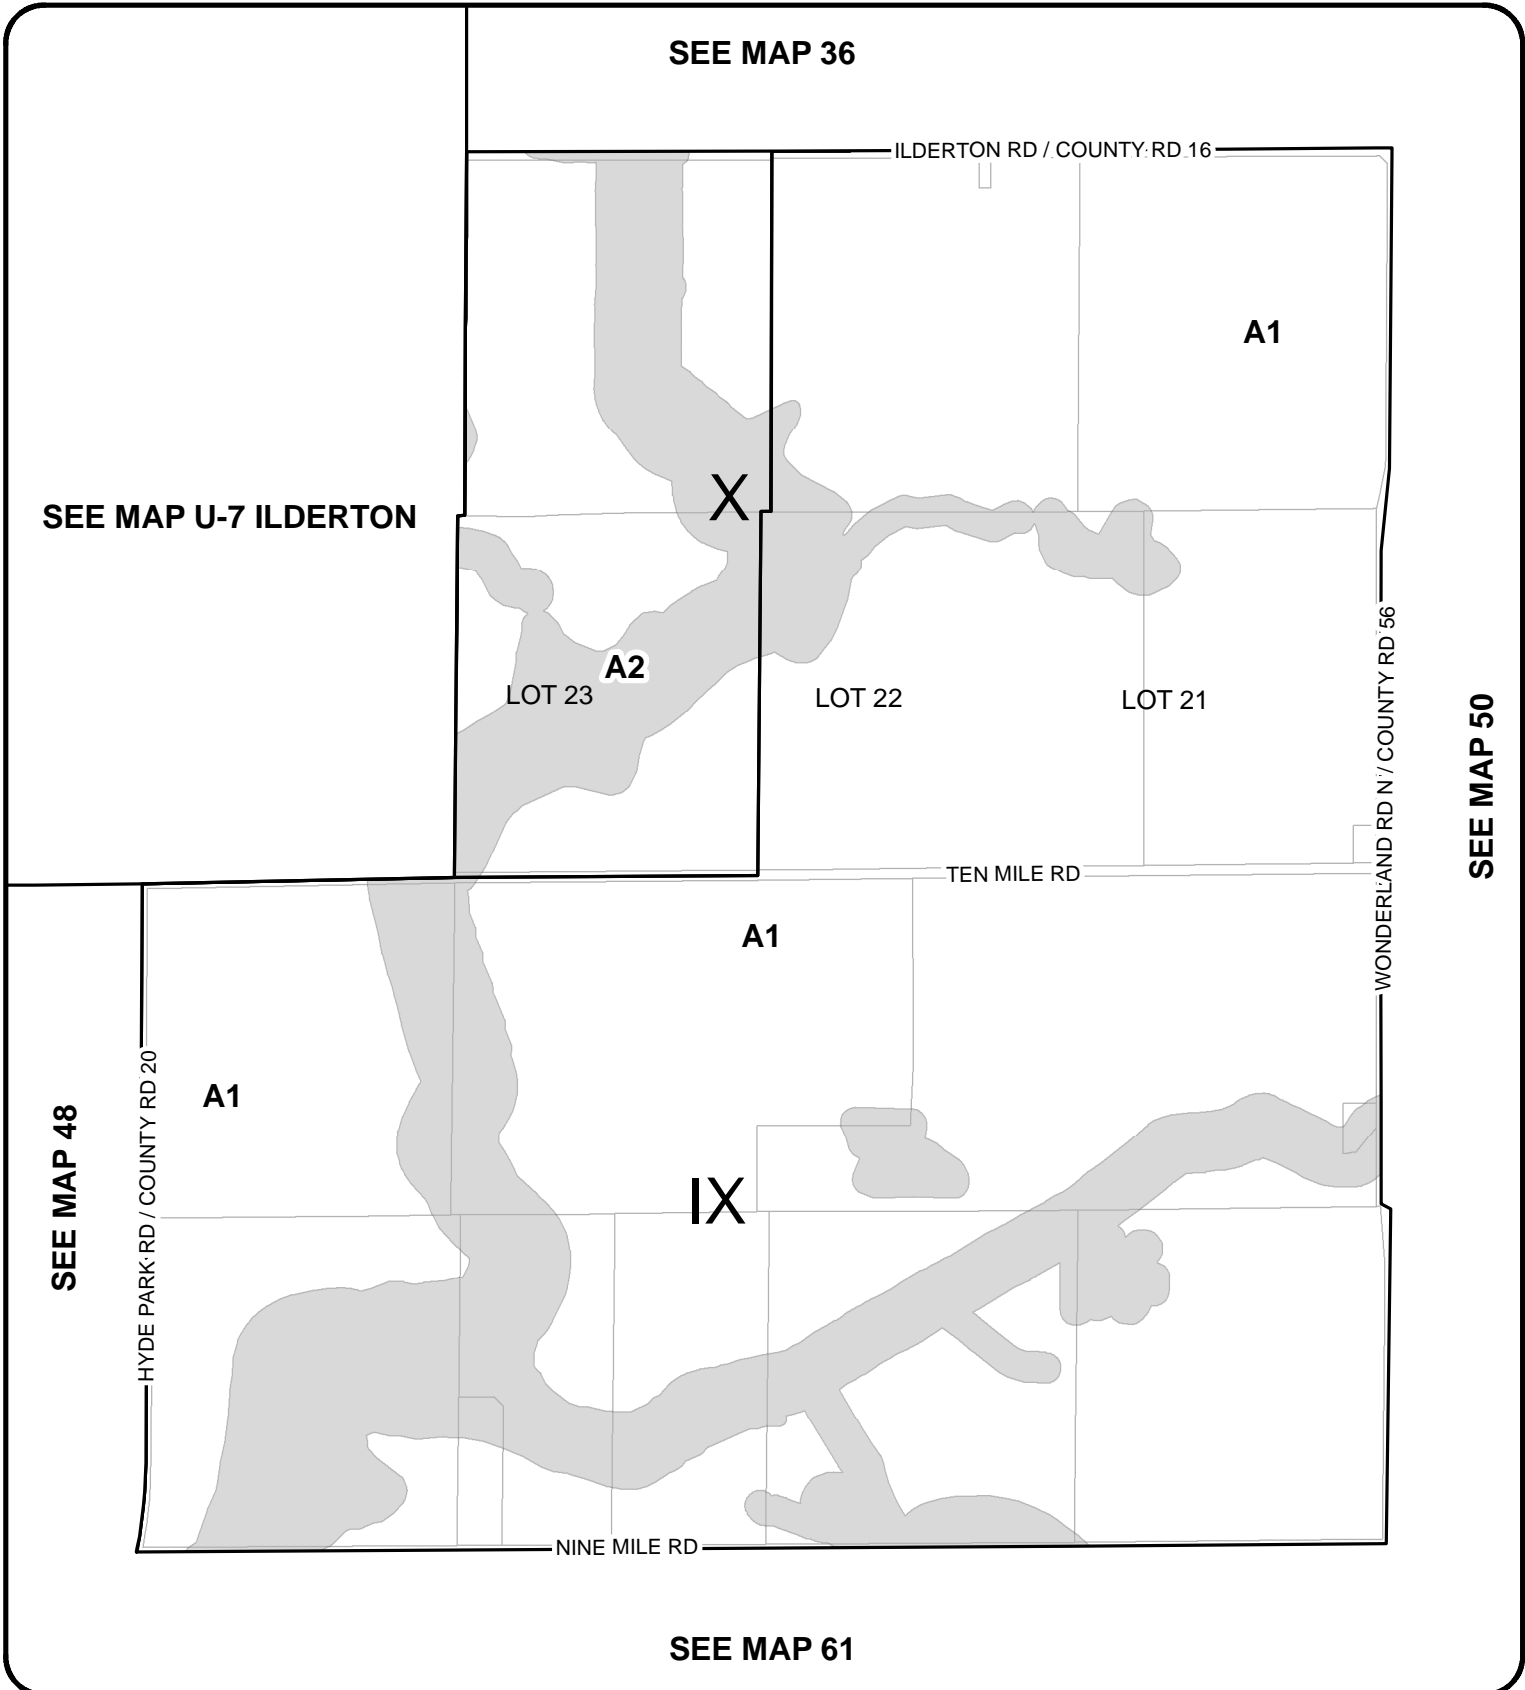 SEE MAP 36
ILDERTON RD / COUNTY RD 16
A1
X
SEE MAP U-7 ILDERTON
A2
LOT 23
LOT 22
LOT 21
WONDERLAND RD N / COUNTY RD 56
SEE MAP 50
TEN MILE RD
A1
A1
HYDE PARK RD / COUNTY RD 20
SEE MAP 48
IX
NINE MILE RD
SEE MAP 61